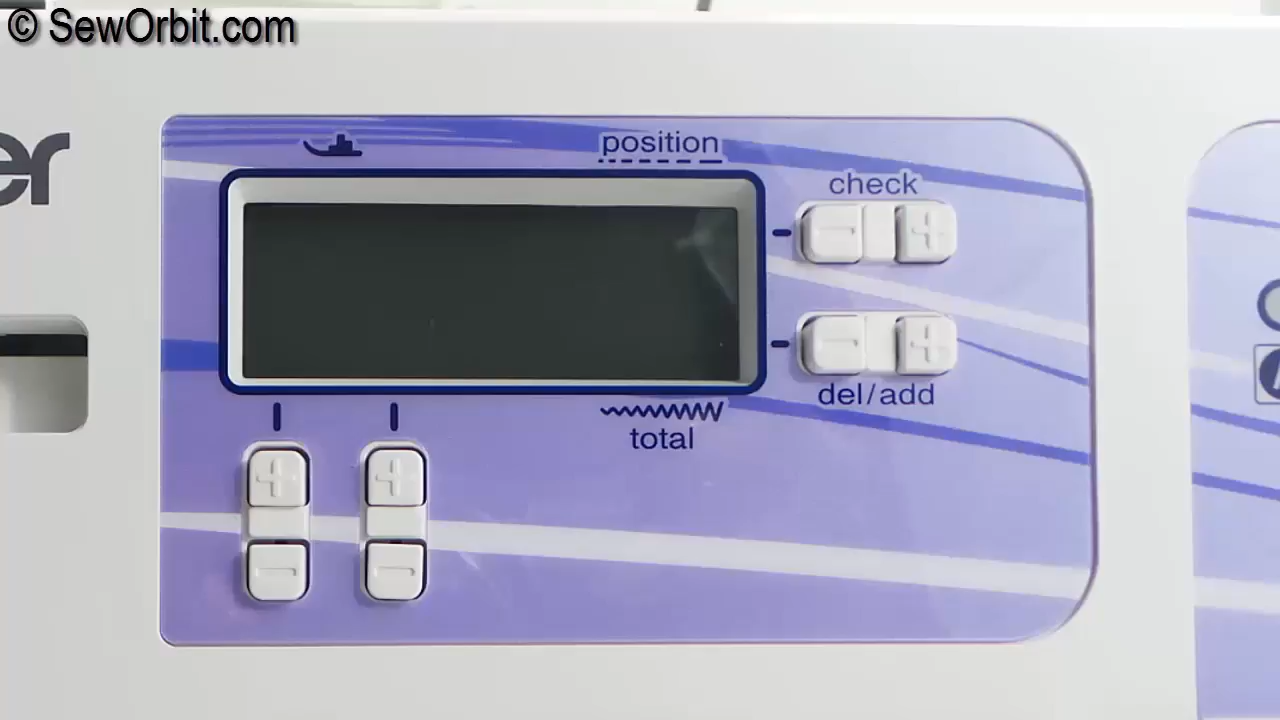 © SewOrbit.com
position
check
er
del/add
total